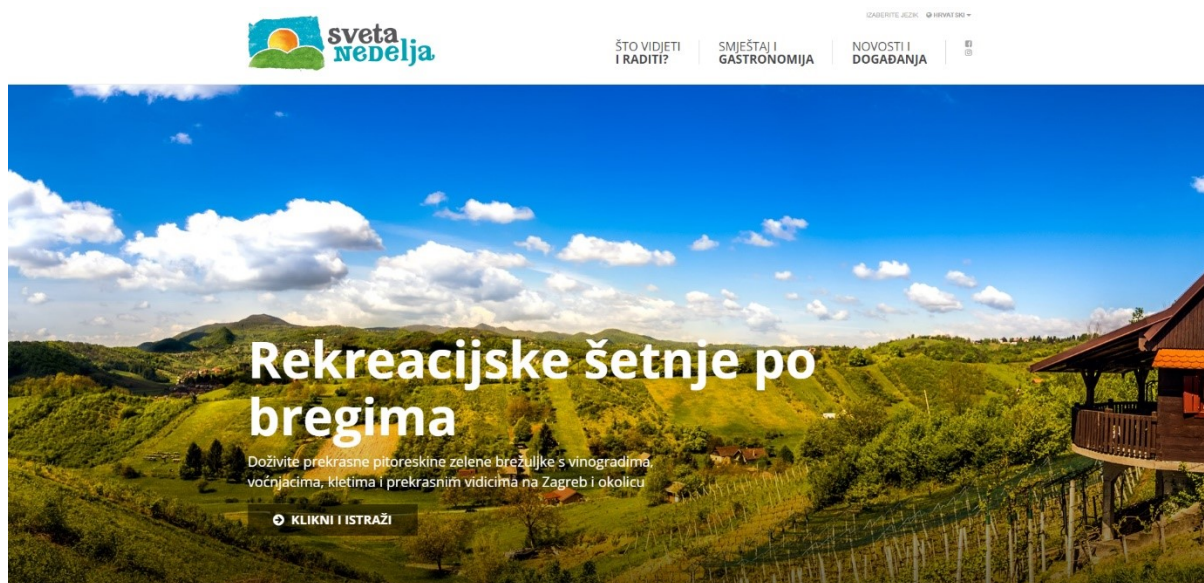 IZABERITE JEZIK HRVATSKI
sveta
NEDELJA
ŠTO VIDJETI
I RADITI?
SMJEŠTAJ I
GASTRONOMIJA
NOVOSTI I
DOGAĐANJA
Rekreacijske šetnje po
bregima
Doživite prekrasne pitoreskine zelene brežuljke s vinogradima,
voćnjacima, kletima i prekrasnim vidicima na Zagreb i okolicu
KLIKNI I ISTRAŽI